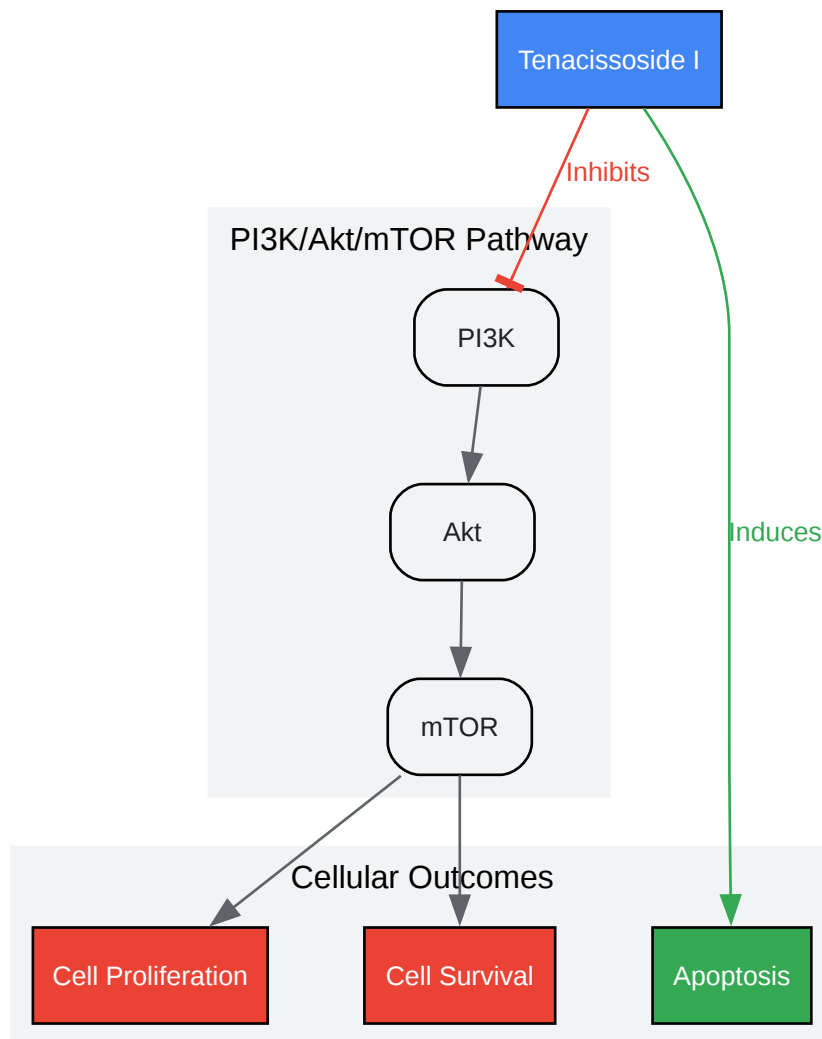 Tenacissoside I
Inhibits
PI3K/Akt/mTOR Pathway
PI3K
Akt
Induces
mTOR
Cellular Outcomes
Cell Proliferation
Cell Survival
Apoptosis